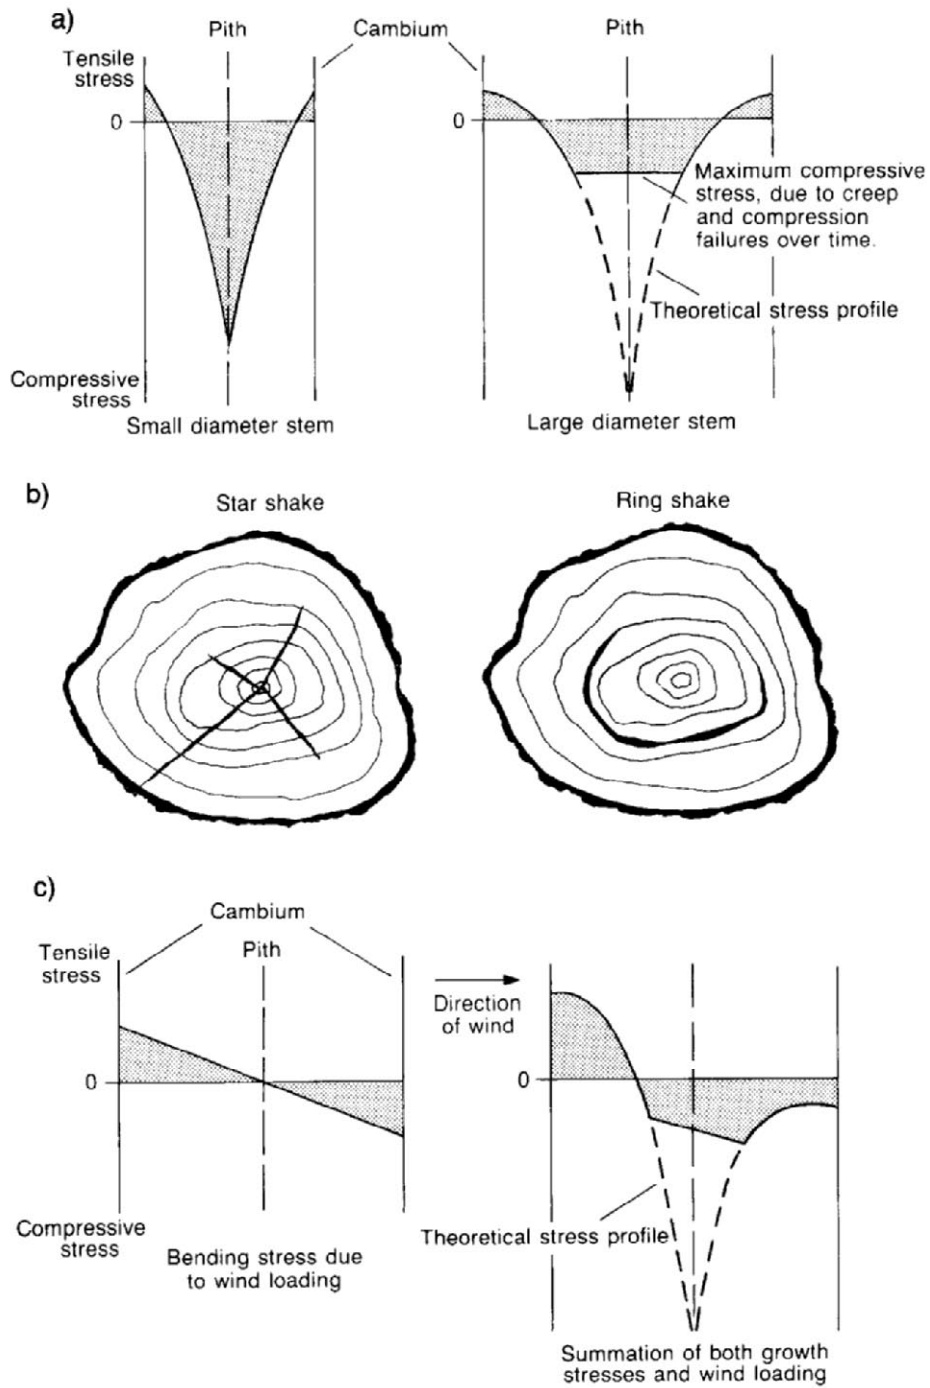 a)
Pith
Cambium
Pith
Tensile
stress
0
0
Maximum compressive
stress, due to creep
and compression
failures over time.
Theoretical stress profile
Compressive
stress
Small diameter stem
Large diameter stem
b)
Star shake
Ring shake
c)
Cambium
Tensile
stress
Pith
Direction
of wind
0
0
Compressive
stress
Bending stress due
to wind loading
Theoretical stress profile
Summation of both growth
stresses and wind loading